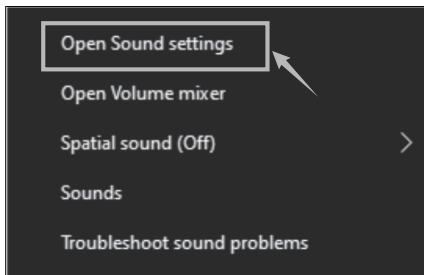 Open Sound settings
Open Volume mixer
Spatial sound (Off)
Sounds
Troubleshoot sound problems